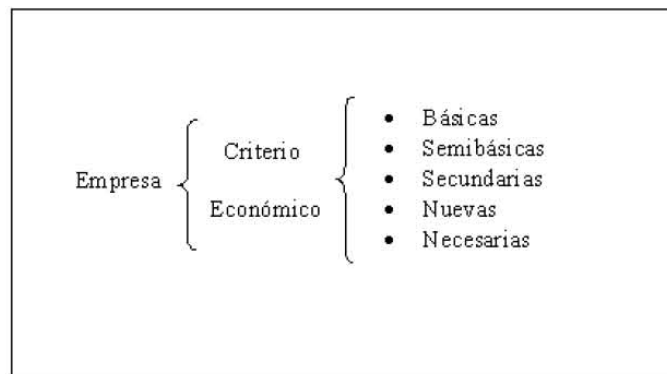 Empresa
Criterio
Económico
• Básicas
• Semibásicas
• Secundarias
• Nuevas
• Necesarias